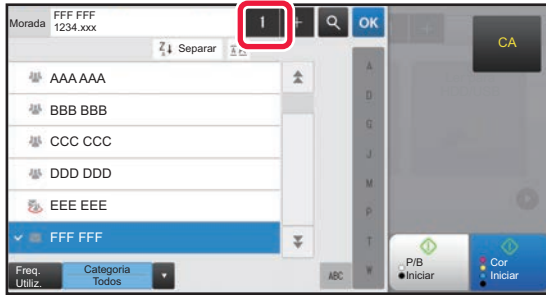 Morada FFF FFF 1 + OK
1234.xxx
CA
Z A Separar
A
AAA AAA
D
BBB BBB
G
CCC CCC
J
DDD DDD
M
EEE EEE
P
FFF FFF
T
Freq. Utiliz.
Categoria Todos
ABC
W
P/B Iniciar
Cor Iniciar